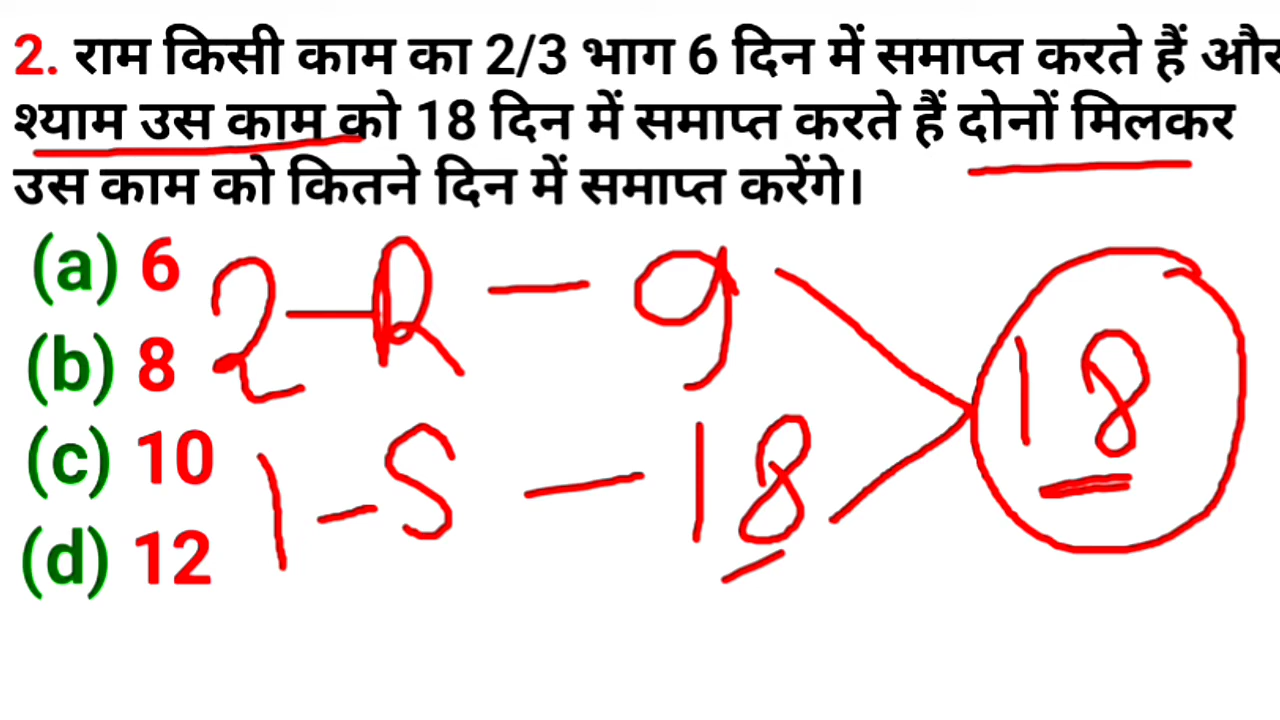 2. राम किसी काम का 2/3 भाग 6 दिन में समाप्त करते हैं और
श्याम उस काम को 18 दिन में समाप्त करते हैं दोनों मिलकर
उस काम को कितने दिन में समाप्त करेंगे।
(a) 6
2 — R — 9
18
(b) 8
(c) 10
1 - S — 18
(d) 12